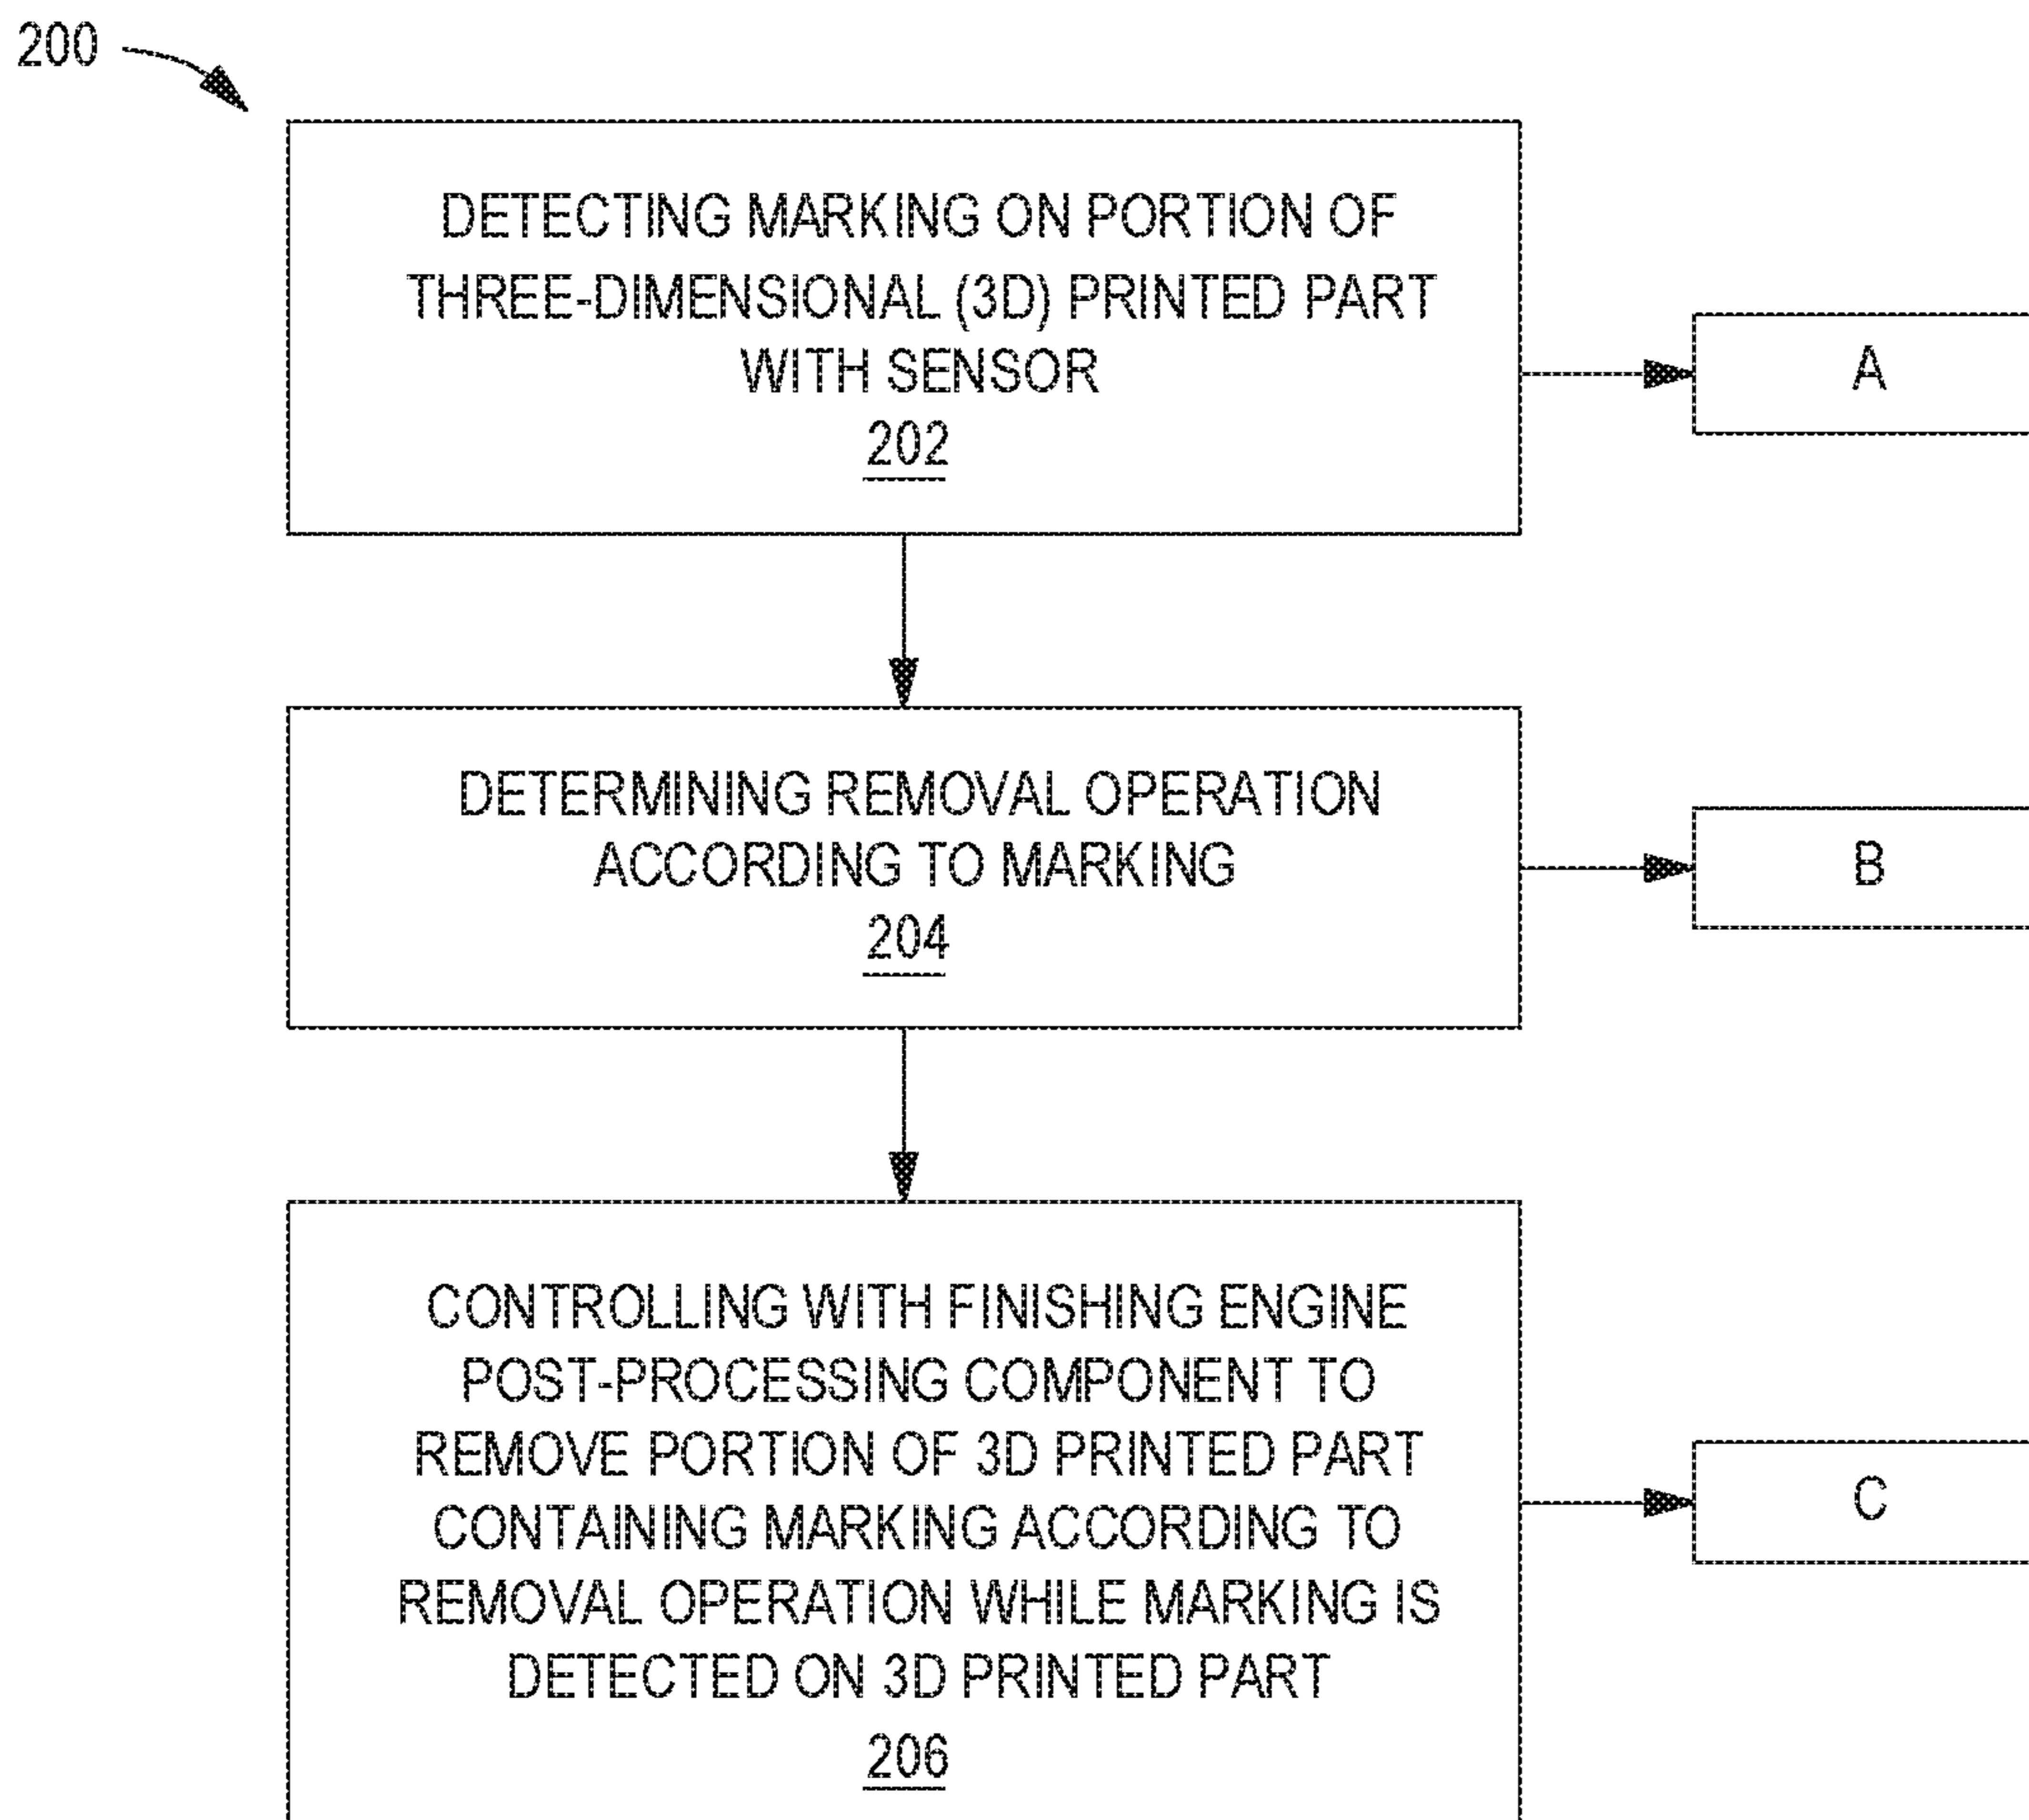 200
DETECTING MARKING ON PORTION OF
THREE-DIMENSIONAL (3D) PRINTED PART
WITH SENSOR
202
A
DETERMINING REMOVAL OPERATION
ACCORDING TO MARKING
204
B
CONTROLLING WITH FINISHING ENGINE
POST-PROCESSING COMPONENT TO
REMOVE PORTION OF 3D PRINTED PART
CONTAINING MARKING ACCORDING TO
REMOVAL OPERATION WHILE MARKING IS
DETECTED ON 3D PRINTED PART
206
C